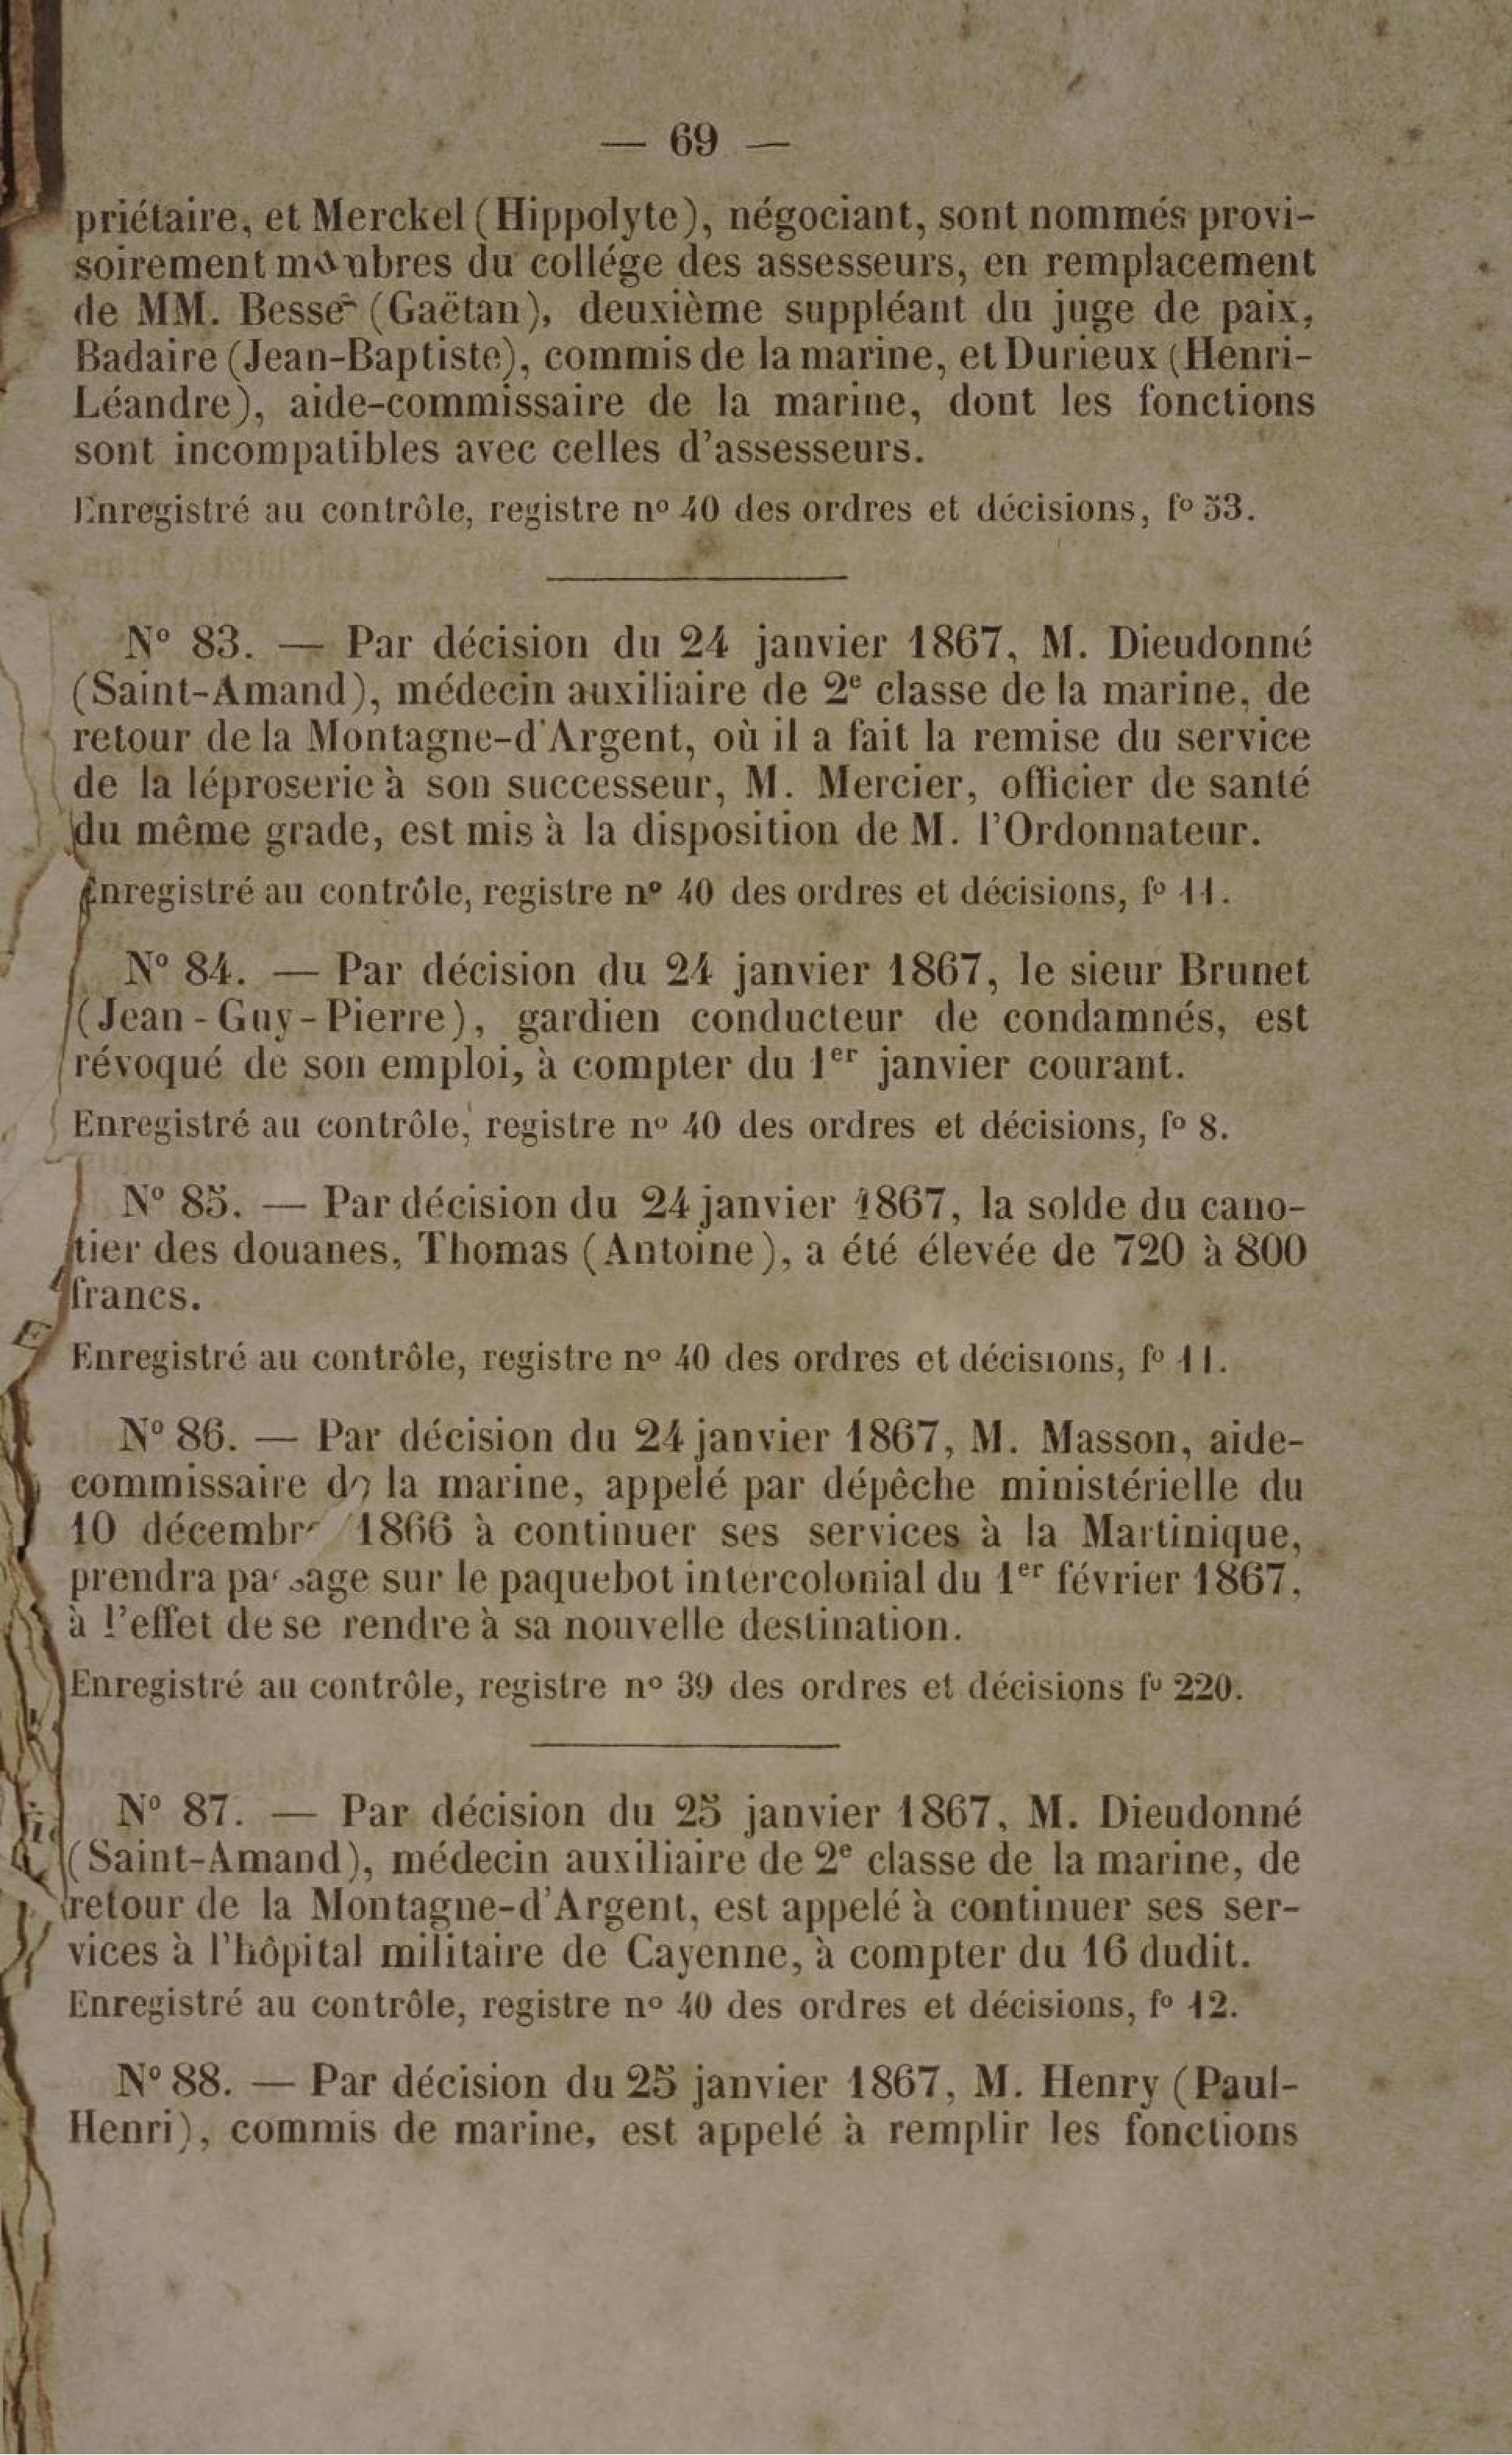 — 69 —
priétaire, et Merckel (Hippolyte), négociant, sont nommés provi-
soirement membres du collége des assesseurs, en remplacement
de MM. Besse (Gaëtan), deuxième suppléant du juge de paix,
Badaire (Jean-Baptiste), commis de la marine, et Durieux (Henri-
Léandre), aide-commissaire de la marine, dont les fonctions
sont incompatibles avec celles d'assesseurs.
Enregistré au contrôle, registre nº 40 des ordres et décisions, fº 53.
Nº 83. — Par décision du 24 janvier 1867, M. Dieudonné
(Saint-Amand), médecin auxiliaire de 2e classe de la marine, de
retour de la Montagne-d'Argent, où il a fait la remise du service
de la léproserie à son successeur, M. Mercier, officier de santé
du même grade, est mis à la disposition de M. l'Ordonnateur.
Enregistré au contrôle, registre nº 40 des ordres et décisions, fº 11.
Nº 84. — Par décision du 24 janvier 1867, le sieur Brunet
(Jean-Guy-Pierre), gardien conducteur de condamnés, est
révoqué de son emploi, à compter du 1er janvier courant.
Enregistré au contrôle, registre nº 40 des ordres et décisions, fº 8.
Nº 85. — Par décision du 24 janvier 1867, la solde du cano-
tier des douanes, Thomas (Antoine), a été élevée de 720 à 800
francs.
Enregistré au contrôle, registre nº 40 des ordres et décisions, fº 11.
Nº 86. — Par décision du 24 janvier 1867, M. Masson, aide-
commissaire de la marine, appelé par dépêche ministérielle du
10 décembre 1866 à continuer ses services à la Martinique,
prendra passage sur le paquebot intercolonial du 1er février 1867,
à l'effet de se rendre à sa nouvelle destination.
Enregistré au contrôle, registre nº 39 des ordres et décisions fº 220.
Nº 87. — Par décision du 25 janvier 1867, M. Dieudonné
(Saint-Amand), médecin auxiliaire de 2e classe de la marine, de
retour de la Montagne-d'Argent, est appelé à continuer ses ser-
vices à l'hôpital militaire de Cayenne, à compter du 16 dudit.
Enregistré au contrôle, registre nº 40 des ordres et décisions, fº 12.
Nº 88. — Par décision du 25 janvier 1867, M. Henry (Paul-
Henri), commis de marine, est appelé à remplir les fonctions